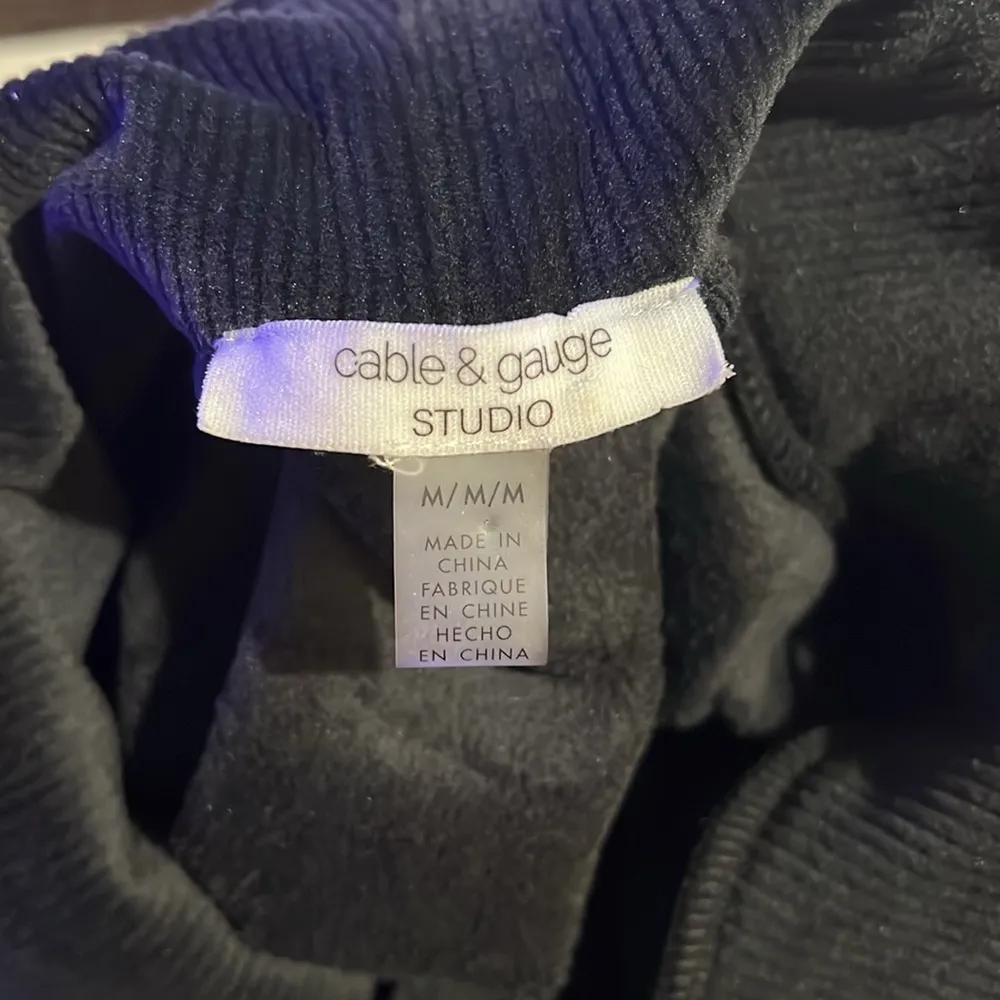 cable & gauge
STUDIO
M/M/M
MADE IN
CHINA
FABRIQUE
EN CHINE
HECHO
EN CHINA